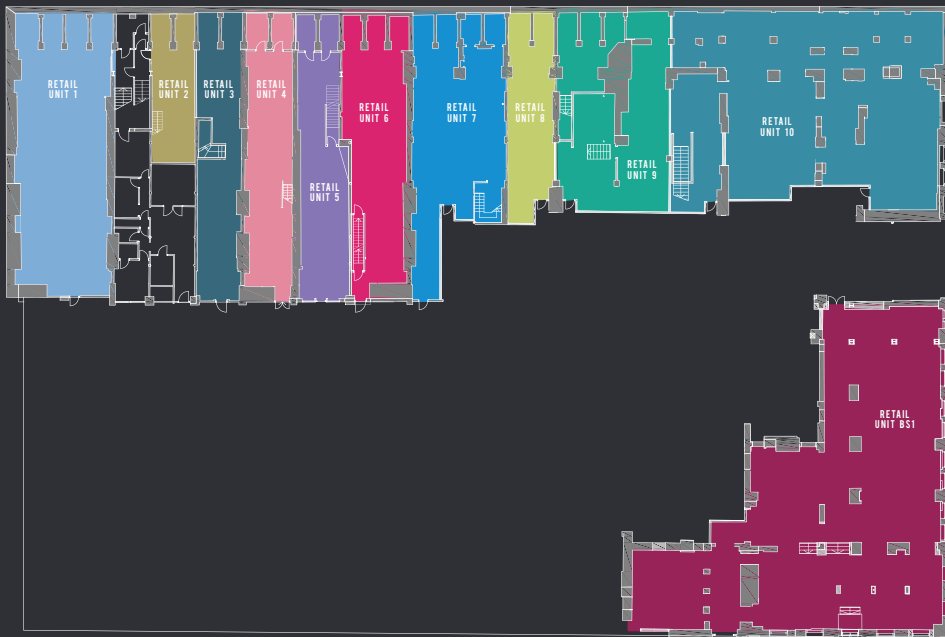 RETAIL
UNIT 1
RETAIL
UNIT 2
RETAIL
UNIT 3
RETAIL
UNIT 4
RETAIL
UNIT 5
RETAIL
UNIT 6
RETAIL
UNIT 7
RETAIL
UNIT 8
RETAIL
UNIT 9
RETAIL
UNIT 10
RETAIL
UNIT BS1